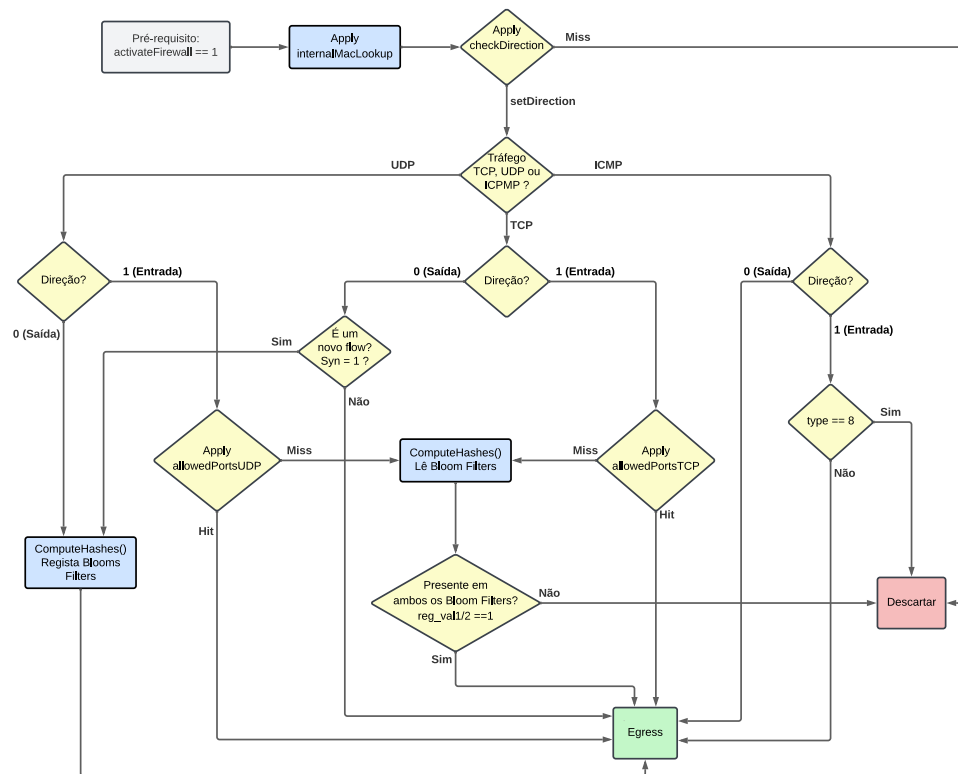 Pré-requisito:
activateFirewall == 1
Apply
internalMacLookup
Apply
checkDirection
Miss
setDirection
Tráfego
TCP, UDP ou
ICPMP ?
UDP
ICMP
TCP
Direção?
1 (Entrada)
0 (Saída)
0 (Saída)
Direção?
1 (Entrada)
0 (Saída)
Direção?
1 (Entrada)
É um
novo flow?
Syn = 1 ?
Sim
Não
type == 8
Sim
Não
Apply
allowedPortsUDP
Miss
Hit
ComputeHashes()
Lê Bloom Filters
Miss
Apply
allowedPortsTCP
Hit
ComputeHashes()
Regista Blooms
Filters
Presente em
ambos os Bloom Filters?
reg_val1/2 ==1
Não
Sim
Descartar
Egress